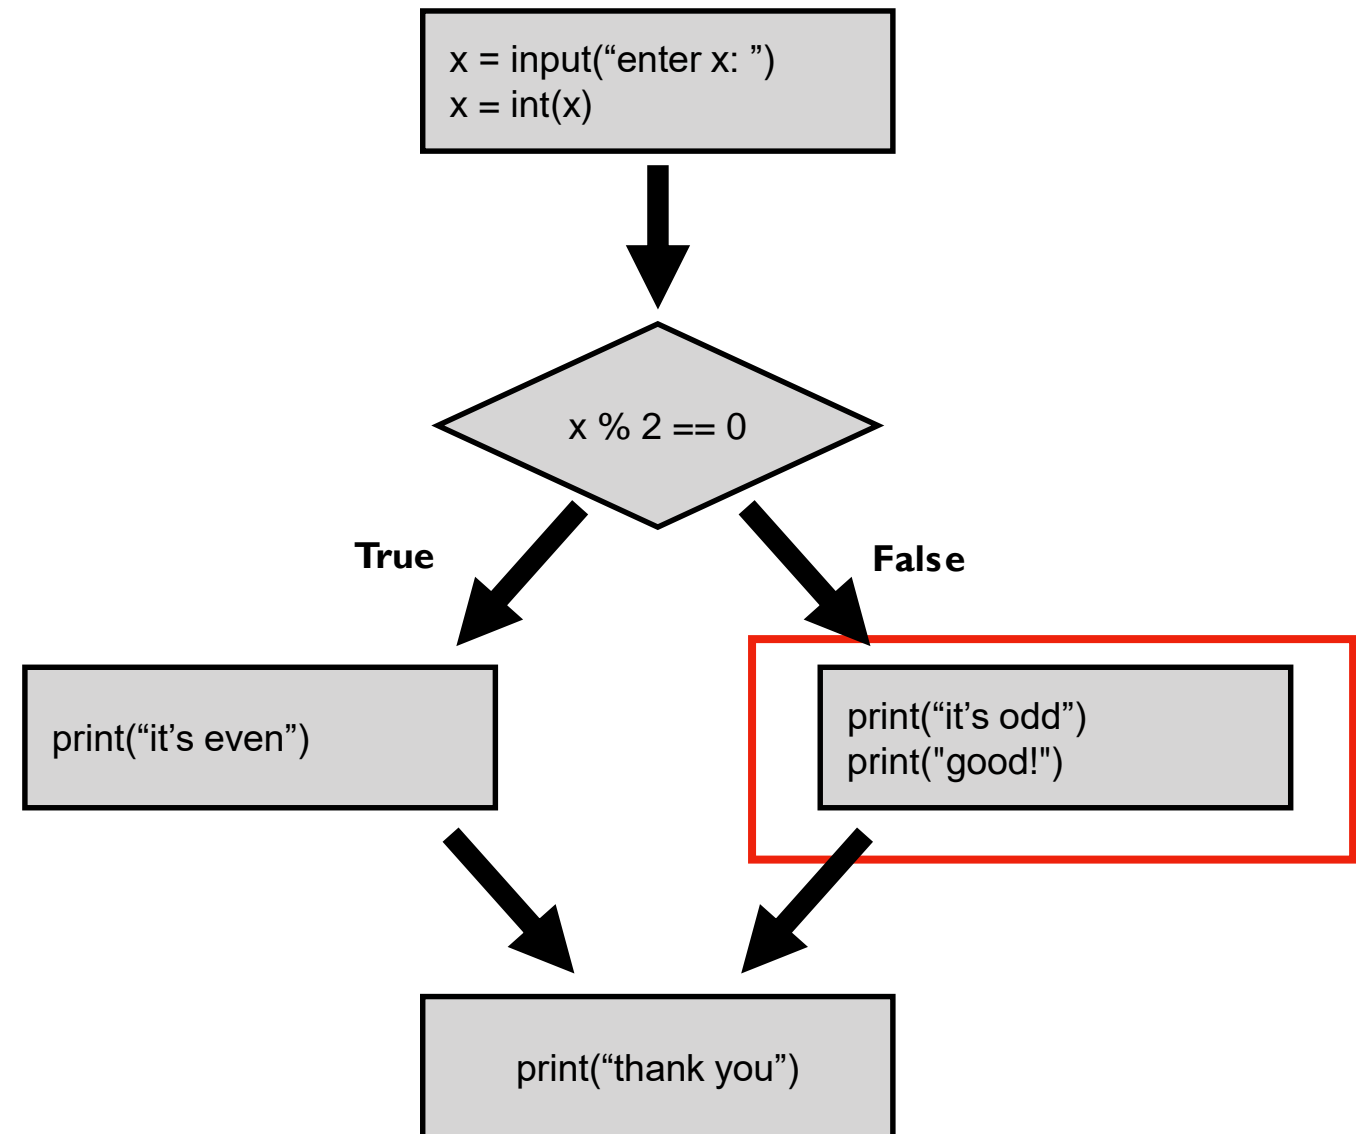 x = input(“enter x: ”)
x = int(x)
x % 2 == 0
True
False
print(“it’s even”)
print(“it’s odd”)
print("good!")
print(“thank you”)